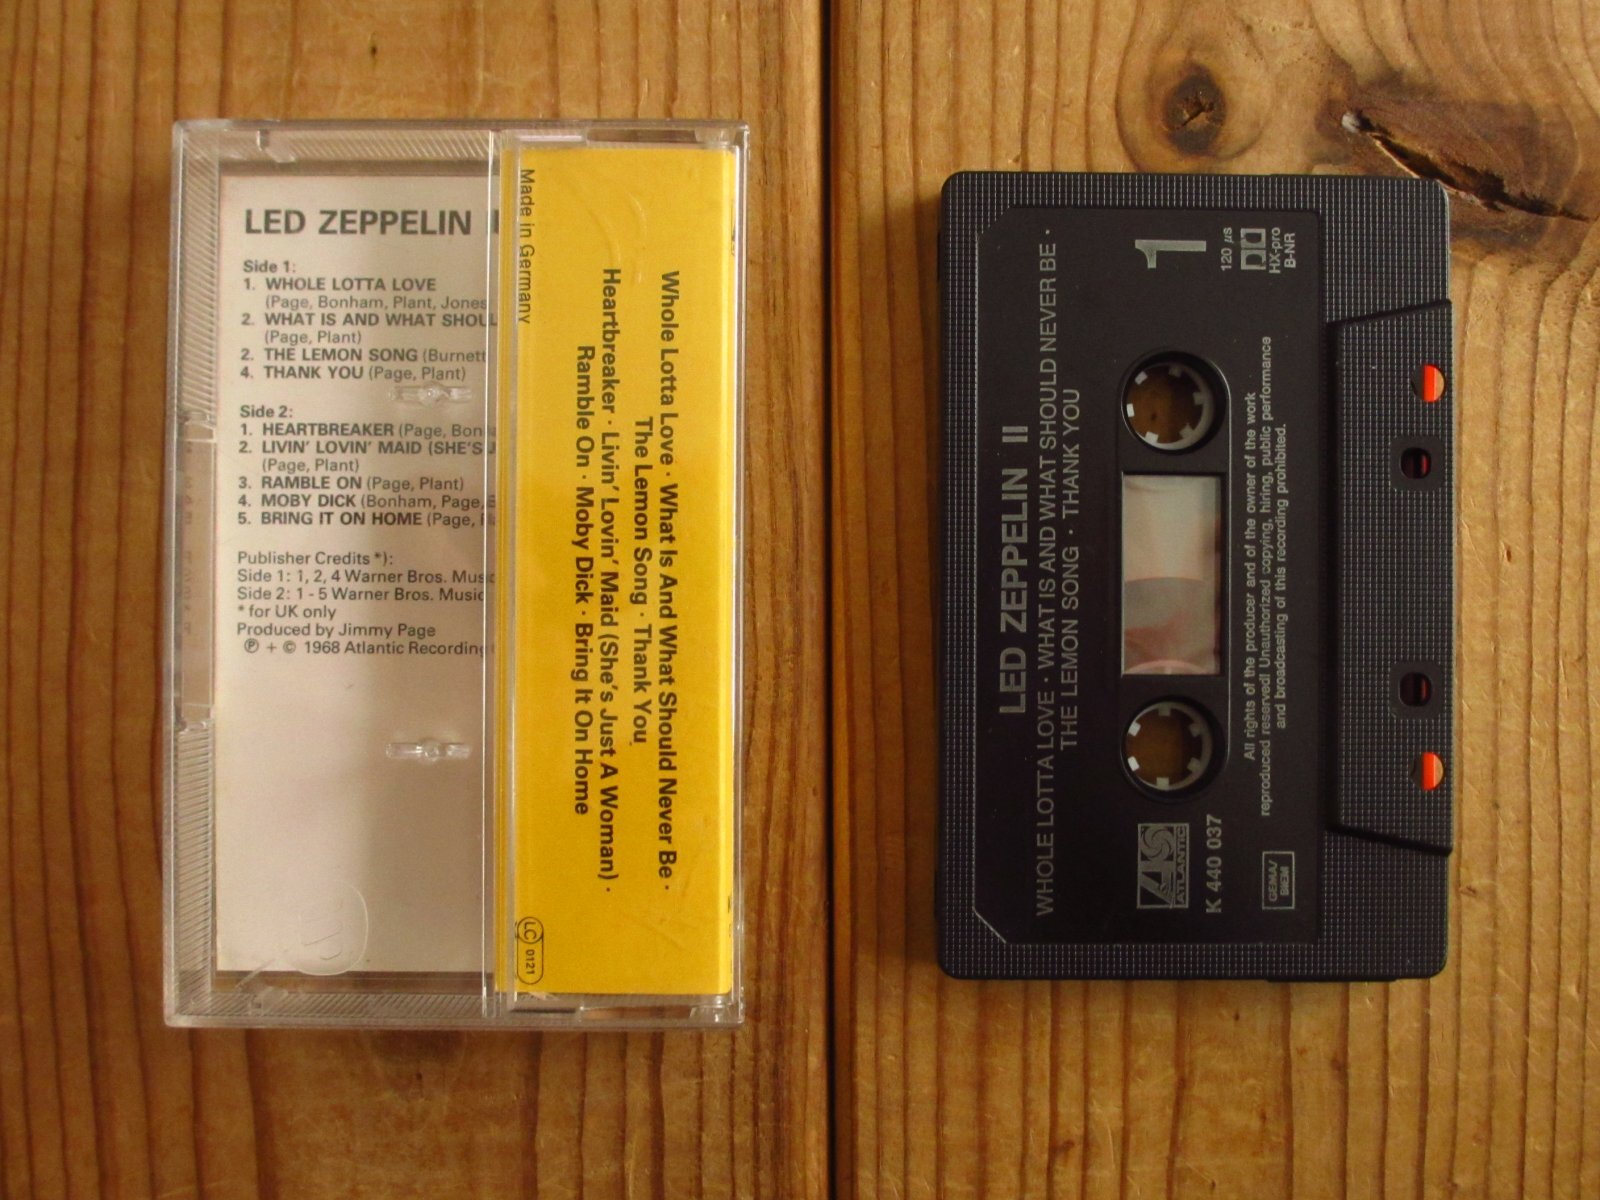 LED ZEPPELIN
Side 1:
1. WHOLE LOTTA LOVE
(Page, Bonham, Plant, Jones
2. WHAT IS AND WHAT SHOUL
(Page, Plant)
2. THE LEMON SONG (Burnett
4. THANK YOU (Page, Plant)
Side 2:
1. HEARTBREAKER (Page, Bon
2. LIVIN' LOVIN' MAID (SHE'S J
(Page, Plant)
3. RAMBLE ON (Page, Plant)
4. MOBY DICK (Bonham, Page,
5. BRING IT ON HOME (Page,
Publisher Credits *):
Side 1: 1, 2, 4 Warner Bros. Music
Side 2: 1 - 5 Warner Bros. Music
* for UK only
Produced by Jimmy Page
℗ + © 1968 Atlantic Recording
Made in Germany
LC 0121
Whole Lotta Love · What Is And What Should Never Be ·
The Lemon Song · Thank You
Heartbreaker · Livin' Lovin' Maid (She's Just A Woman) ·
Ramble On · Moby Dick · Bring It On Home
LED ZEPPELIN II
WHOLE LOTTA LOVE · WHAT IS AND WHAT SHOULD NEVER BE ·
THE LEMON SONG · THANK YOU
1
ATLANTIC
K 440 037
120 µs
HX-pro
B-NR
All rights of the producer and of the owner of the work
reproduced reserved! Unauthorized copying, hiring, public performance
and broadcasting of this recording prohibited.
GEMA/
BIEM